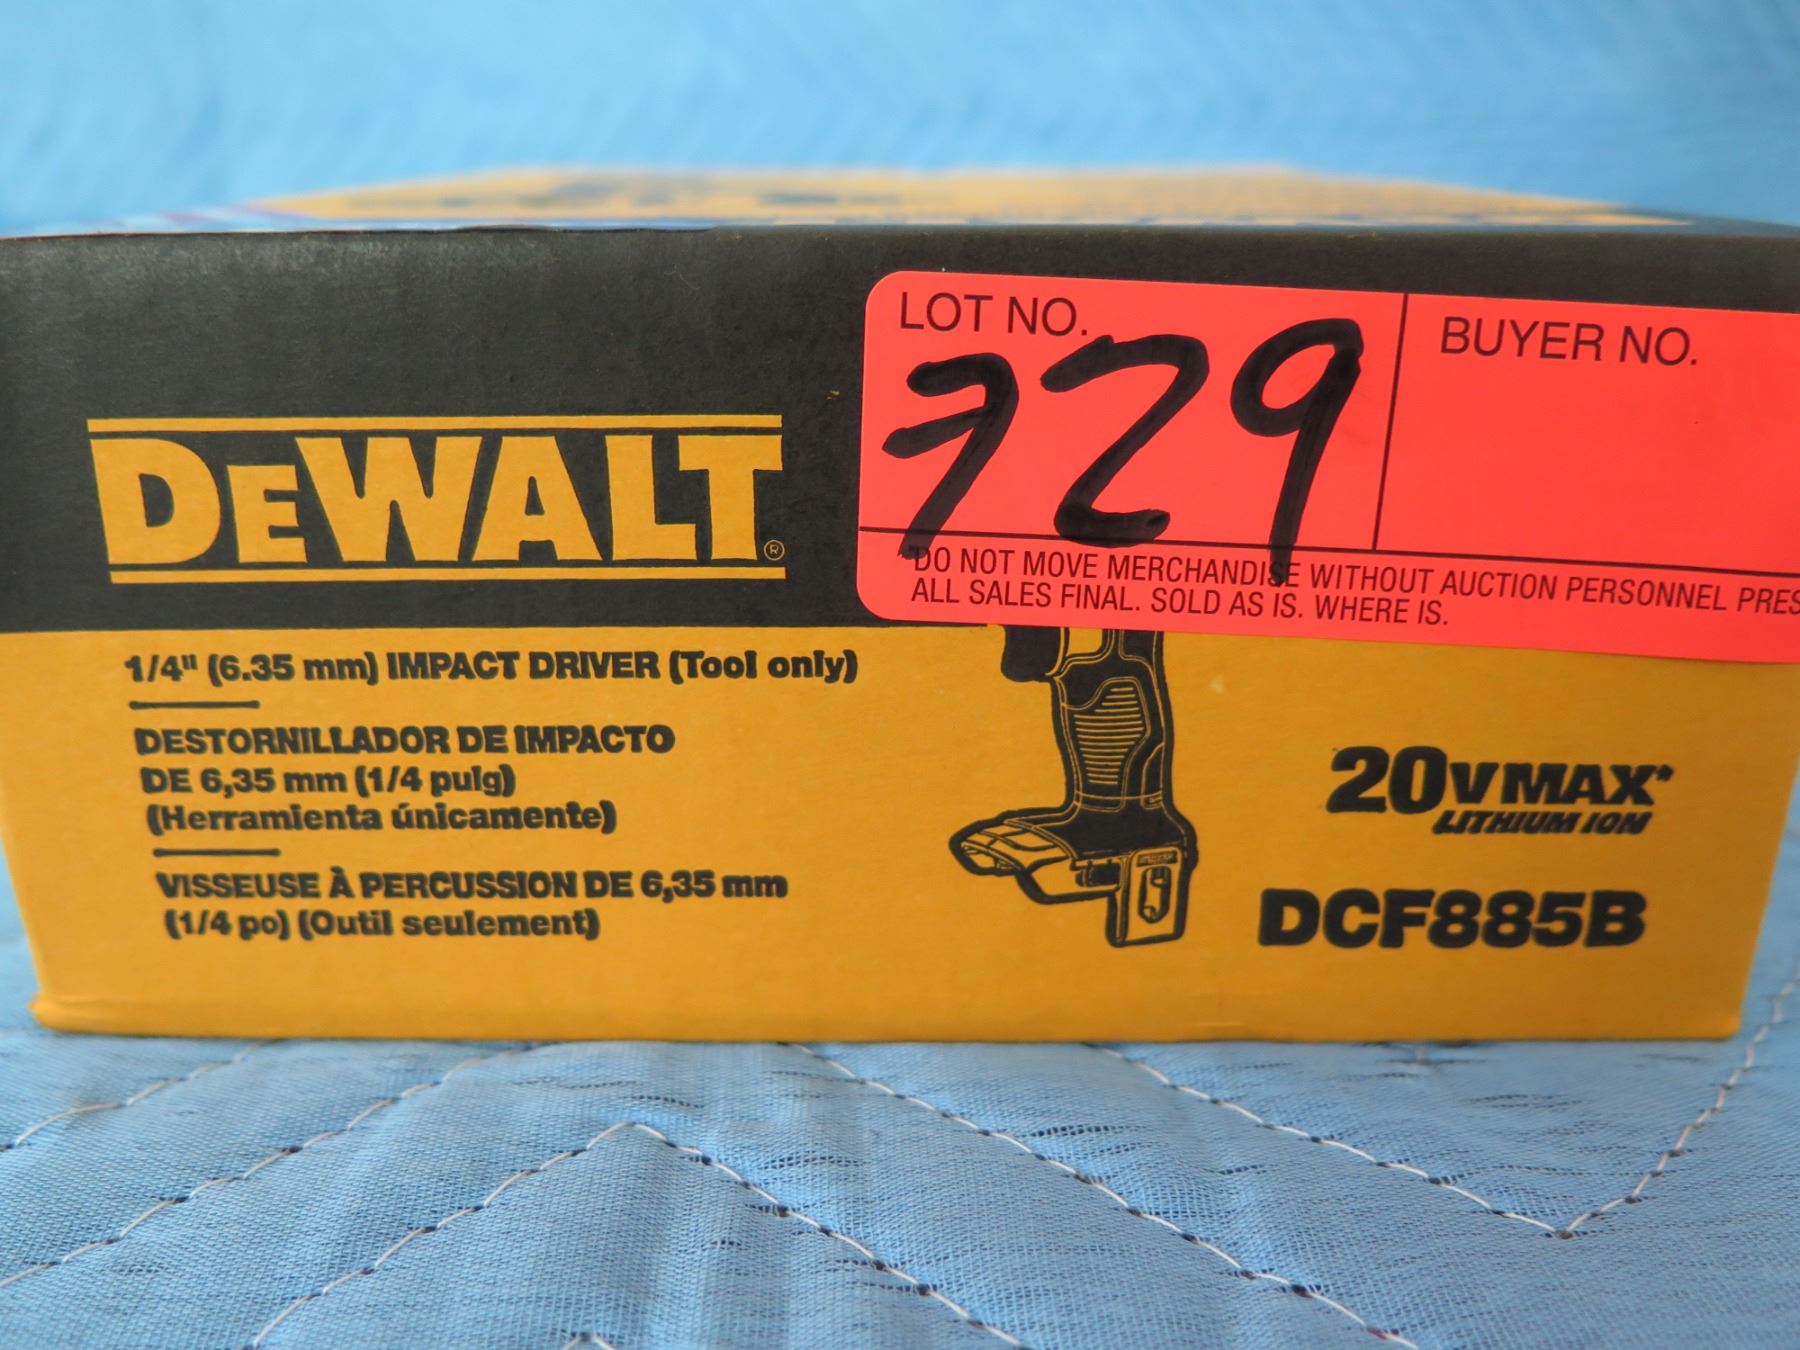 DEWALT®
1/4" (6.35 mm) IMPACT DRIVER (Tool only)
DESTORNILLADOR DE IMPACTO
DE 6,35 mm (1/4 pulg)
(Herramienta únicamente)
VISSEUSE À PERCUSSION DE 6,35 mm
(1/4 po) (Outil seulement)
LOT NO.
729
BUYER NO.
*DO NOT MOVE MERCHANDISE WITHOUT AUCTION PERSONNEL PRES
ALL SALES FINAL. SOLD AS IS. WHERE IS.
20V MAX*
LITHIUM ION
DCF885B